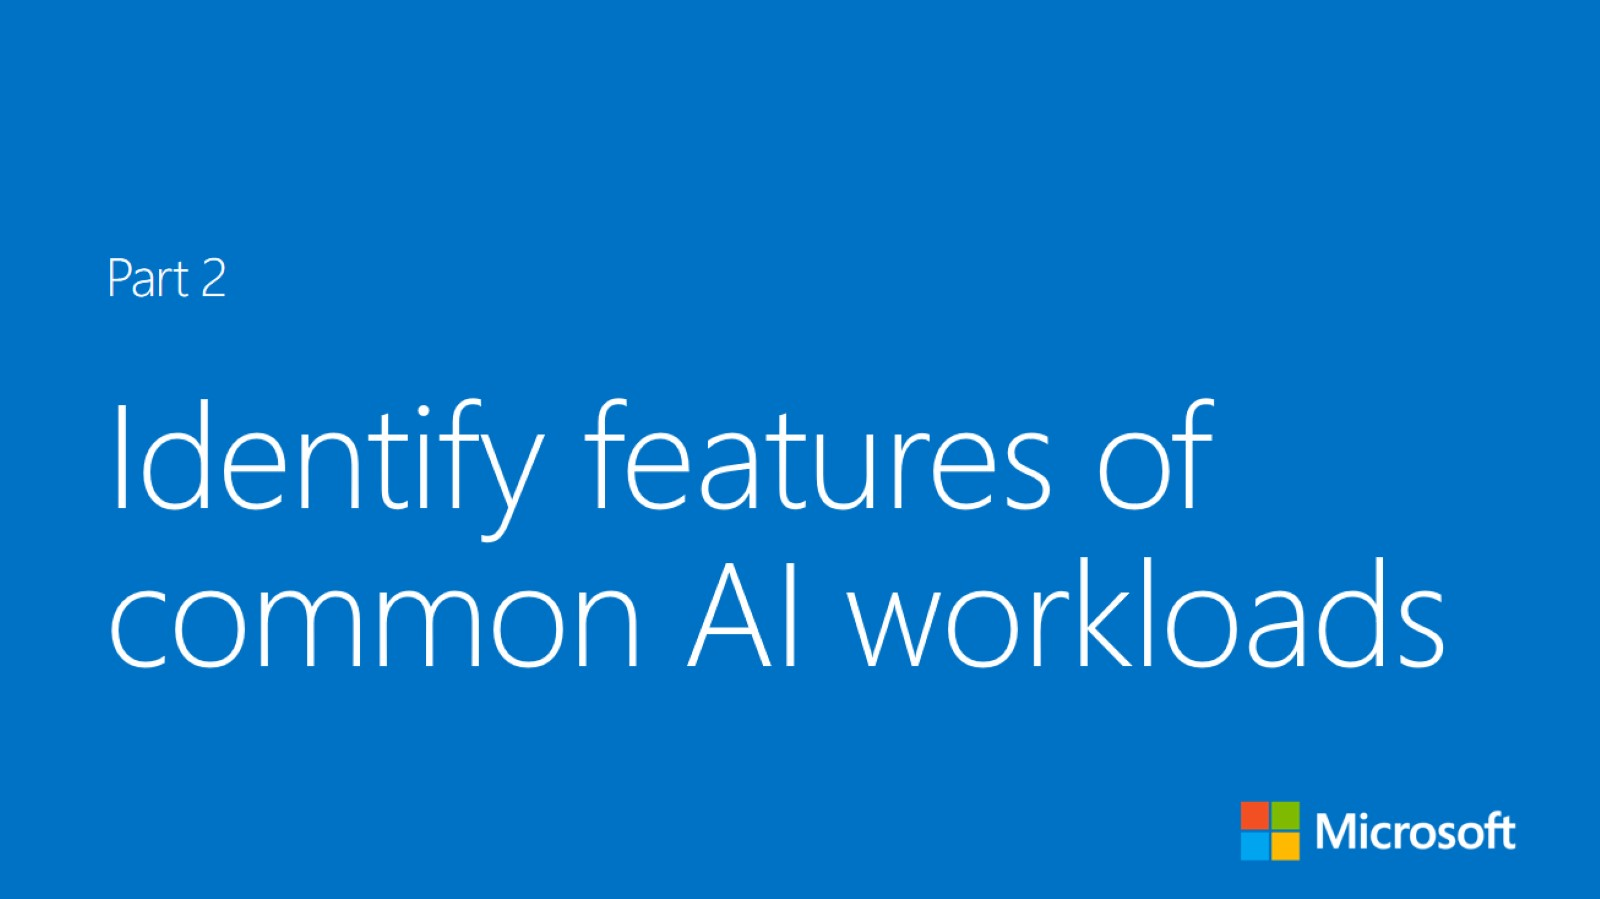 Part 2
Identify features of
common AI workloads
Microsoft